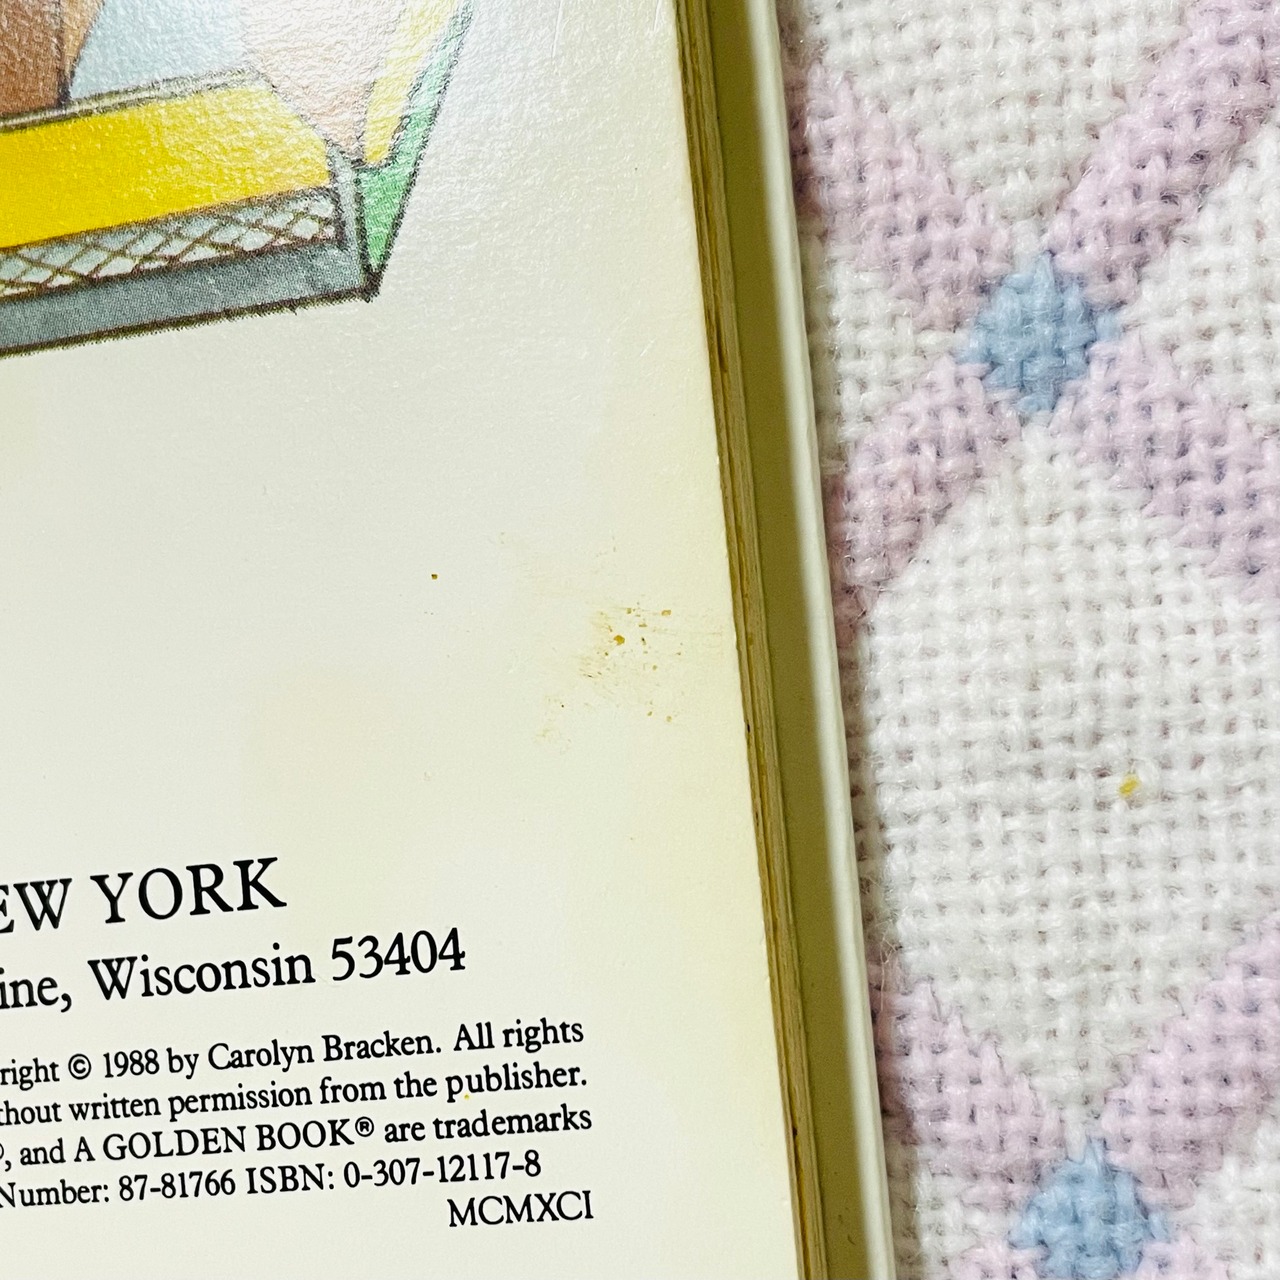 EW YORK
ine, Wisconsin 53404
right © 1988 by Carolyn Bracken. All rights
thout written permission from the publisher.
®, and A GOLDEN BOOK® are trademarks
Number: 87-81766 ISBN: 0-307-12117-8
MCMXCI